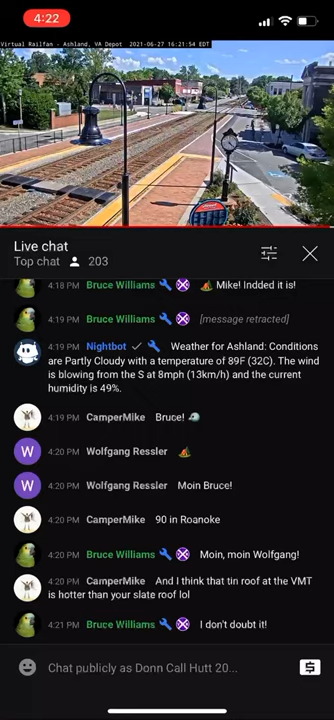 4:22
Virtual Railfan - Ashland, VA Depot 2021-06-27 16:21:54 EDT
Live chat
Top chat 203
4:18 PM Bruce Williams Mike! Indded it is!
4:19 PM Bruce Williams [message retracted]
4:19 PM Nightbot Weather for Ashland: Conditions
are Partly Cloudy with a temperature of 89F (32C). The wind
is blowing from the S at 8mph (13km/h) and the current
humidity is 49%.
4:19 PM CamperMike Bruce!
W 4:20 PM Wolfgang Ressler
W 4:20 PM Wolfgang Ressler Moin Bruce!
4:20 PM CamperMike 90 in Roanoke
4:20 PM Bruce Williams Moin, moin Wolfgang!
4:20 PM CamperMike And I think that tin roof at the VMT
is hotter than your slate roof lol
4:21 PM Bruce Williams I don't doubt it!
Chat publicly as Donn Call Hutt 20...